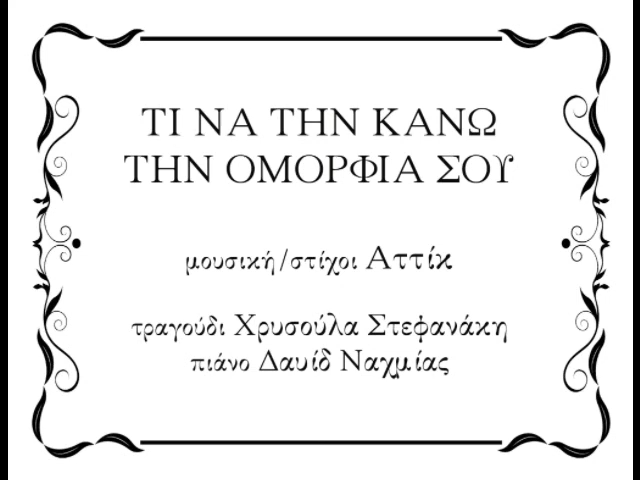 ΤΙ ΝΑ ΤΗΝ ΚΑΝΩ
ΤΗΝ ΟΜΟΡΦΙΑ ΣΟΥ
μουσική/στίχοι Αττίκ
τραγούδι Χρυσούλα Στεφανάκη
πιάνο Δαυίδ Ναχμίας